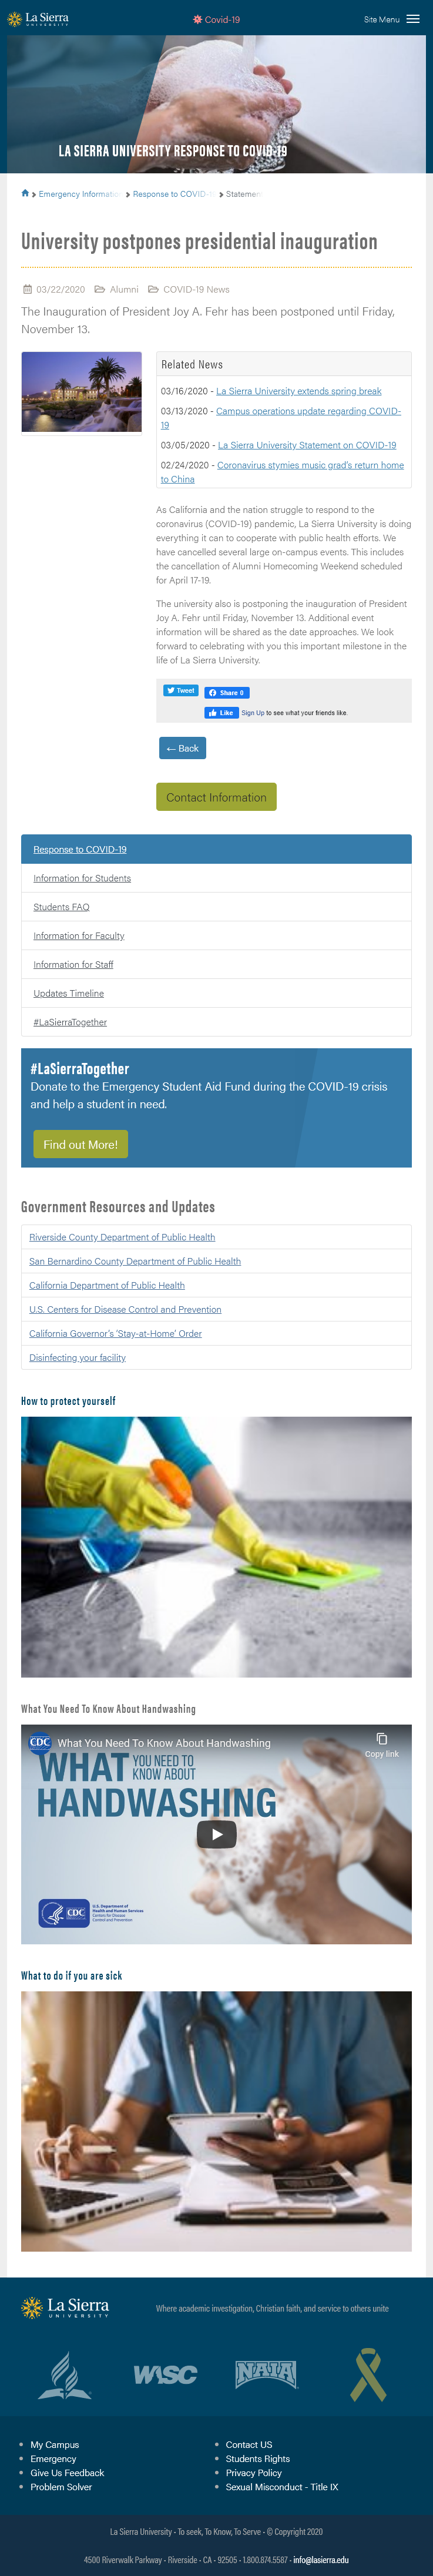 La Sierra
UNIVERSITY
Covid-19
Site Menu
LA SIERRA UNIVERSITY RESPONSE TO COVID-19
Emergency Information
Response to COVID-1
Statement
University postpones presidential inauguration
03/22/2020 Alumni COVID-19 News
The Inauguration of President Joy A. Fehr has been postponed until Friday,
November 13.
Related News
03/16/2020 - La Sierra University extends spring break
03/13/2020 - Campus operations update regarding COVID-
19
03/05/2020 - La Sierra University Statement on COVID-19
02/24/2020 - Coronavirus stymies music grad's return home
to China
As California and the nation struggle to respond to the
coronavirus (COVID-19) pandemic, La Sierra University is doing
everything it can to cooperate with public health efforts. We
have cancelled several large on-campus events. This includes
the cancellation of Alumni Homecoming Weekend scheduled
for April 17-19.
The university also is postponing the inauguration of President
Joy A. Fehr until Friday, November 13. Additional event
information will be shared as the date approaches. We look
forward to celebrating with you this important milestone in the
life of La Sierra University.
Tweet
Share 0
Like Sign Up to see what your friends like.
← Back
Contact Information
Response to COVID-19
Information for Students
Students FAQ
Information for Faculty
Information for Staff
Updates Timeline
#LaSierraTogether
#LaSierraTogether
Donate to the Emergency Student Aid Fund during the COVID-19 crisis
and help a student in need.
Find out More!
Government Resources and Updates
Riverside County Department of Public Health
San Bernardino County Department of Public Health
California Department of Public Health
U.S. Centers for Disease Control and Prevention
California Governor's 'Stay-at-Home' Order
Disinfecting your facility
How to protect yourself
What You Need To Know About Handwashing
CDC What You Need To Know About Handwashing
Copy link
WHAT YOU NEED TO
KNOW ABOUT
HANDWASHING
CDC
U.S. Department of
Health and Human Services
Centers for Disease
Control and Prevention
What to do if you are sick
La Sierra
UNIVERSITY
Where academic investigation, Christian faith, and service to others unite
WASC
NAIA
My Campus
Emergency
Give Us Feedback
Problem Solver
Contact US
Students Rights
Privacy Policy
Sexual Misconduct - Title IX
La Sierra University • To seek, To Know, To Serve • © Copyright 2020
4500 Riverwalk Parkway • Riverside • CA • 92505 • 1.800.874.5587 • info@lasierra.edu